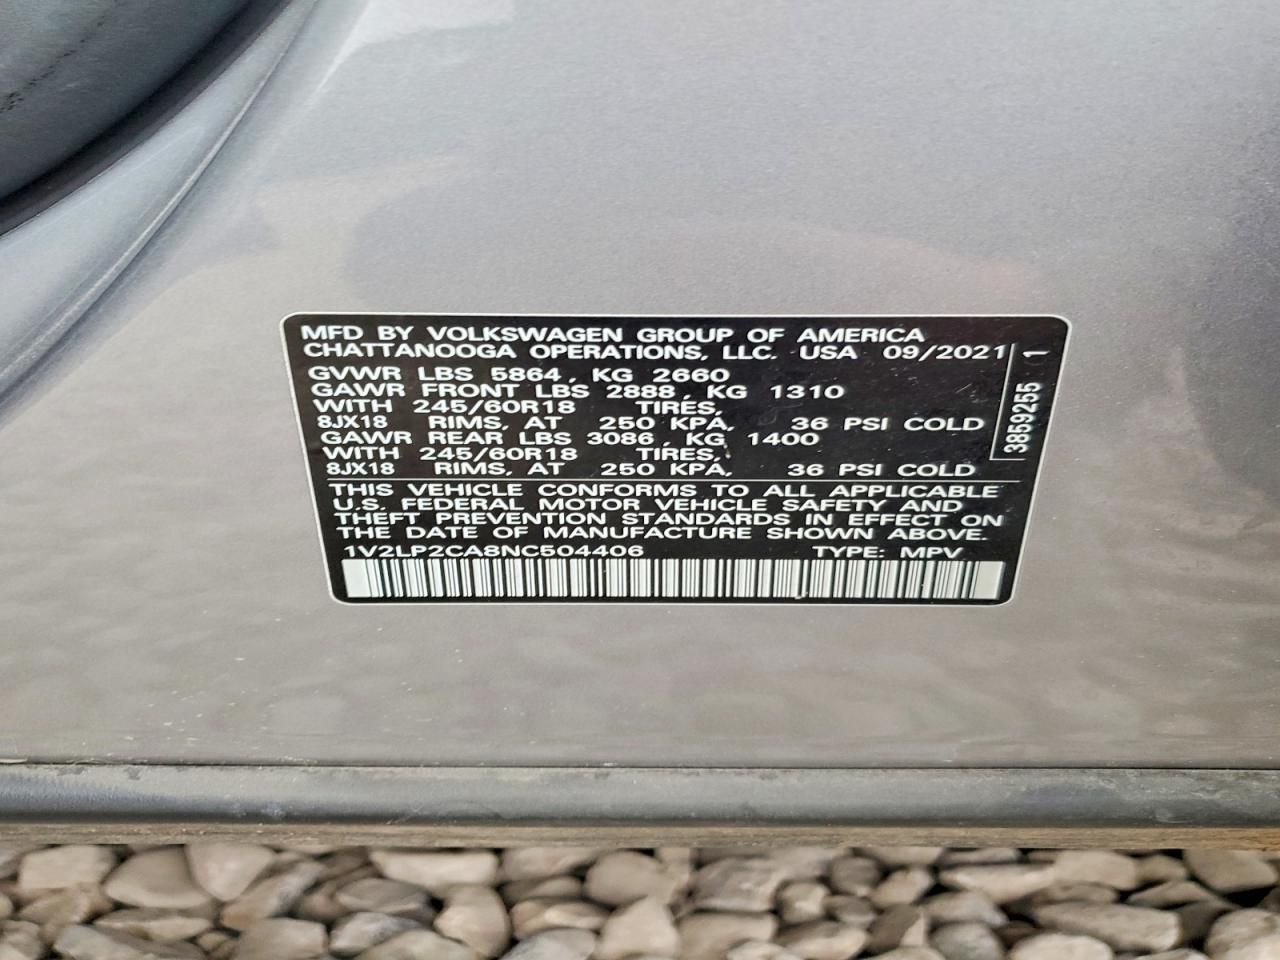 MFD BY VOLKSWAGEN GROUP OF AMERICA
CHATTANOOGA OPERATIONS, LLC. USA 09/2021
GVWR LBS 5864, KG 2660
GAWR FRONT LBS 2888, KG 1310
WITH 245/60R18 TIRES,
8JX18 RIMS, AT 250 KPA, 36 PSI COLD
GAWR REAR LBS 3086, KG 1400
WITH 245/60R18 TIRES,
8JX18 RIMS, AT 250 KPA, 36 PSI COLD
THIS VEHICLE CONFORMS TO ALL APPLICABLE
U.S. FEDERAL MOTOR VEHICLE SAFETY AND
THEFT PREVENTION STANDARDS IN EFFECT ON
THE DATE OF MANUFACTURE SHOWN ABOVE.
1V2LP2CA8NC504406 TYPE: MPV
3859255 1